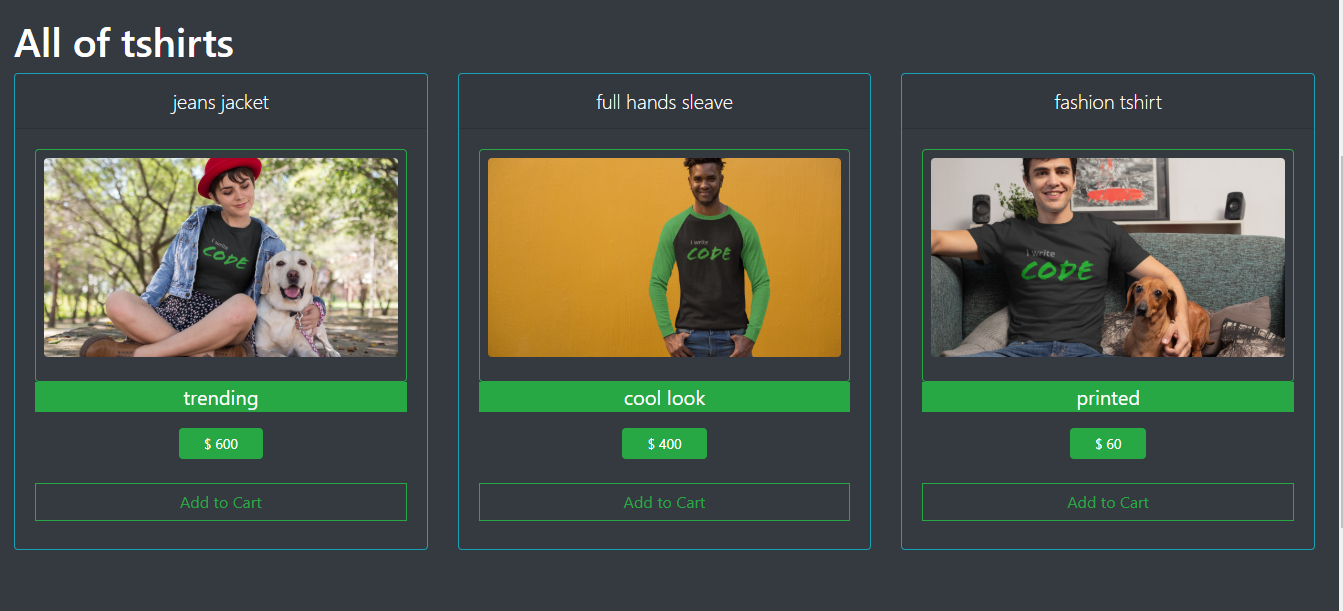 All of tshirts
jeans jacket
I write
CODE
trending
$ 600
Add to Cart
full hands sleave
I write
CODE
cool look
$ 400
Add to Cart
fashion tshirt
I write
CODE
printed
$ 60
Add to Cart